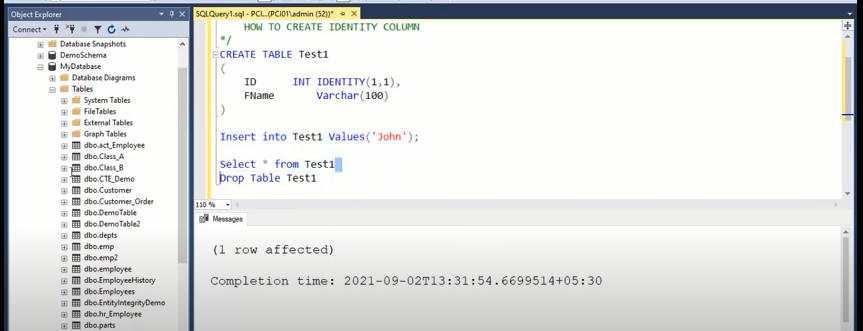 Object Explorer
Connect
Database Snapshots
DemoSchema
MyDatabase
Database Diagrams
Tables
System Tables
FileTables
External Tables
Graph Tables
dbo.act_Employee
dbo.Class_A
dbo.Class_B
dbo.CTE_Demo
dbo.Customer
dbo.Customer_Order
dbo.DemoTable
dbo.DemoTable2
dbo.depts
dbo.emp
dbo.emp2
dbo.employee
dbo.EmployeeHistory
dbo.Employees
dbo.EntityIntegrityDemo
dbo.hr_Employee
dbo.parts
SQLQuery1.sql - PCI...(PCI01\admin (52))*
HOW TO CREATE IDENTITY COLUMN
*/
CREATE TABLE Test1
(
ID INT IDENTITY(1,1),
FName Varchar(100)
)
Insert into Test1 Values('John');
Select * from Test1
Drop Table Test1
110 %
Messages
(1 row affected)
Completion time: 2021-09-02T13:31:54.6699514+05:30